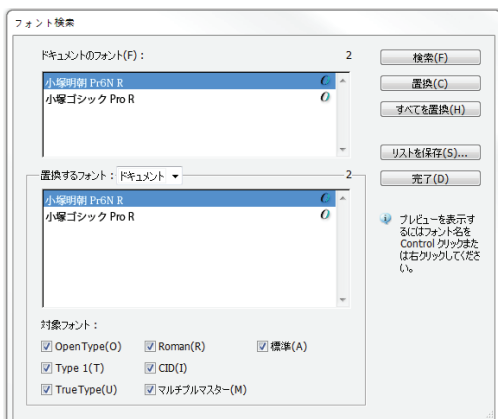 フォント検索
ドキュメントのフォント(F)： 2
小塚明朝 Pr6N R
小塚ゴシック Pro R
検索(F)
置換(C)
すべてを置換(H)
リストを保存(S)...
完了(D)
置換するフォント： ドキュメント 2
小塚明朝 Pr6N R
小塚ゴシック Pro R
プレビューを表示す
るにはフォント名を
Control クリックまた
は右クリックしてくださ
い。
対象フォント：
OpenType(O) Roman(R) 標準(A)
Type 1(T) CID(I)
TrueType(U) マルチプルマスター(M)